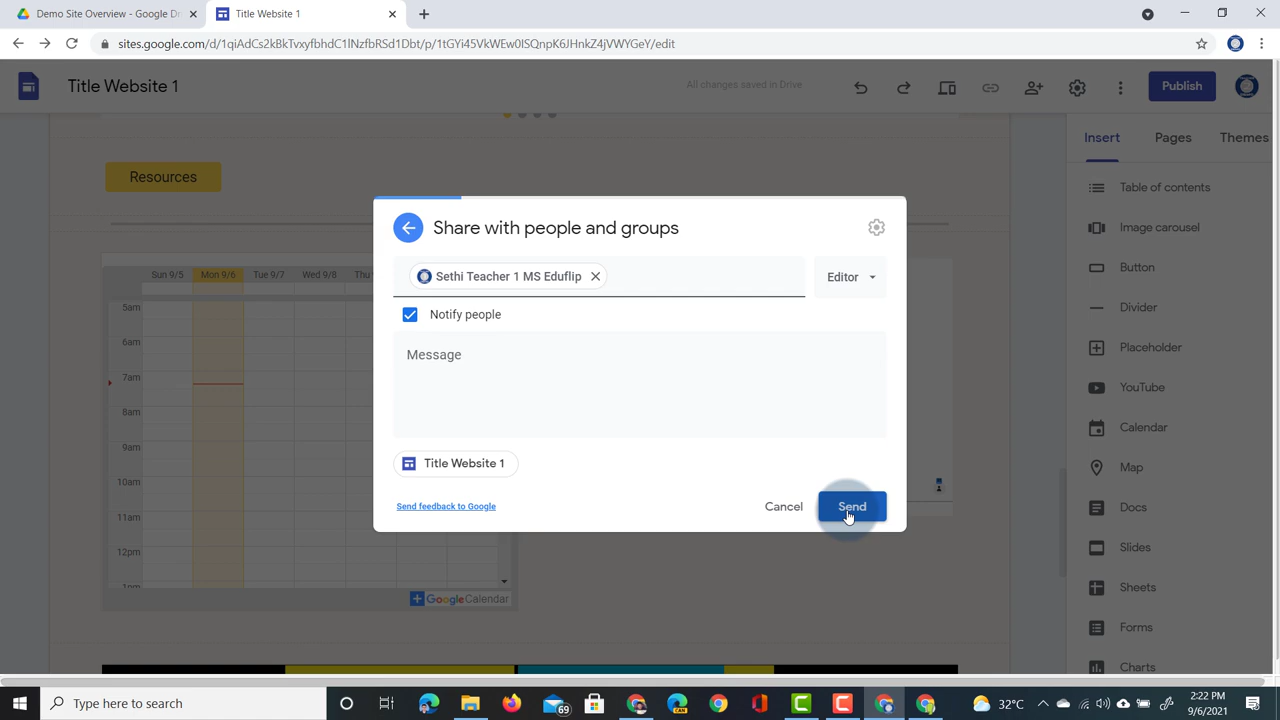 Demo Site Overview - Google Dr
Title Website 1
sites.google.com/d/1qiAdCs2kBkTvxyfbhdC1lNzfbRSd1Dbt/p/1tGYi45VkWEw0ISQnpK6JHnkZ4jVWYGeY/edit
Title Website 1
All changes saved in Drive
Publish
Insert
Pages
Themes
Resources
Share with people and groups
Table of contents
Image carousel
Sun 9/5
Mon 9/6
Tue 9/7
Wed 9/8
Sethi Teacher 1 MS Eduflip
Editor
Button
5am
Notify people
Divider
6am
Message
Placeholder
7am
YouTube
8am
Calendar
9am
Title Website 1
Map
10am
Send feedback to Google
Cancel
Send
Docs
11am
Slides
12pm
1pm
Sheets
GoogleCalendar
Forms
Charts
Type here to search
69
CAN
32°C
2:22 PM
9/6/2021